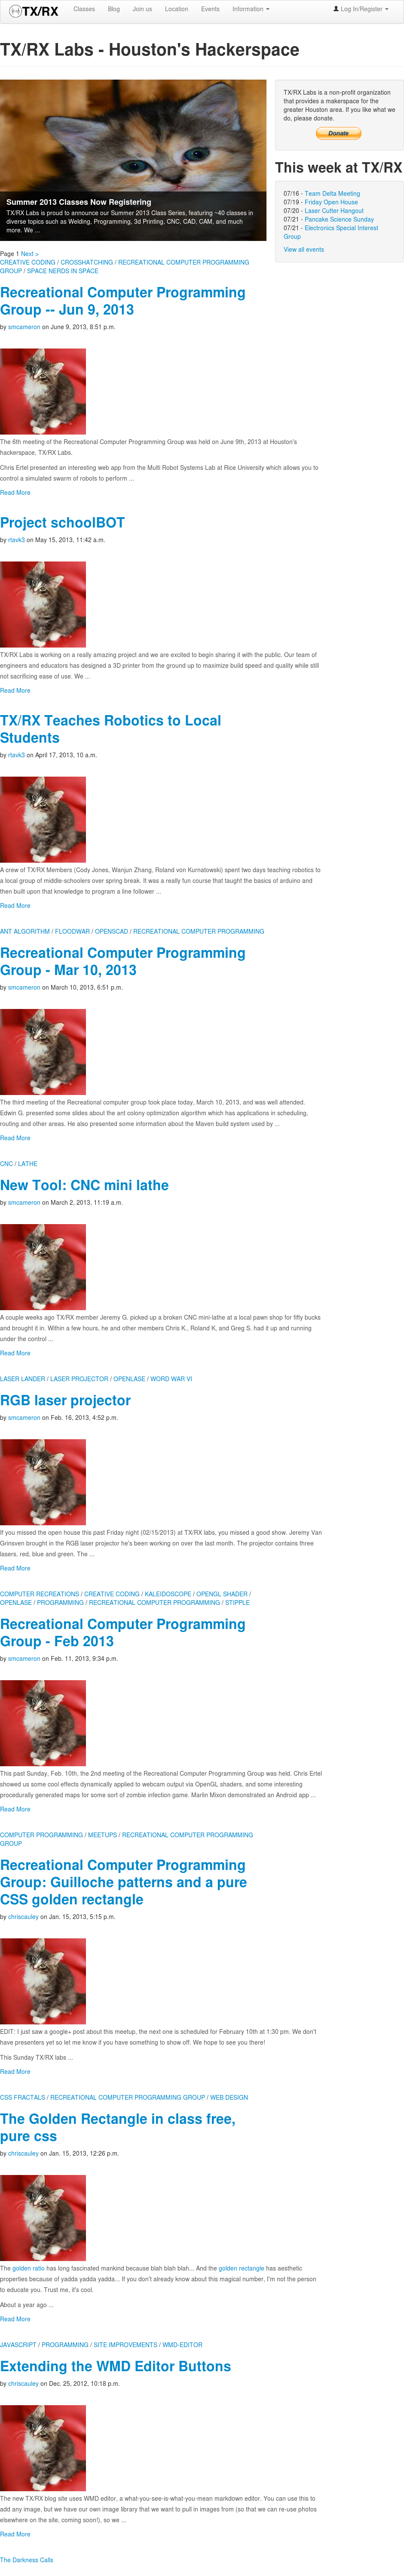 TX/RX Classes Blog Join us Location Events Information Log In/Register
TX/RX Labs - Houston's Hackerspace
Summer 2013 Classes Now Registering
TX/RX Labs is proud to announce our Summer 2013 Class Series, featuring ~40 classes in
diverse topics such as Welding, Programming, 3d Printing, CNC, CAD, CAM, and much
more. We ...
TX/RX Labs is a non-profit organization
that provides a makerspace for the
greater Houston area. If you like what we
do, please donate.
Donate
This week at TX/RX
07/16 - Team Delta Meeting
07/19 - Friday Open House
07/20 - Laser Cutter Hangout
07/21 - Pancake Science Sunday
07/21 - Electronics Special Interest
Group
View all events
Page 1 Next >
CREATIVE CODING / CROSSHATCHING / RECREATIONAL COMPUTER PROGRAMMING
GROUP / SPACE NERDS IN SPACE
Recreational Computer Programming
Group -- Jun 9, 2013
by smcameron on June 9, 2013, 8:51 p.m.
The 6th meeting of the Recreational Computer Programming Group was held on June 9th, 2013 at Houston's
hackerspace, TX/RX Labs.
Chris Ertel presented an interesting web app from the Multi Robot Systems Lab at Rice University which allows you to
control a simulated swarm of robots to perform ...
Read More
Project schoolBOT
by rtavk3 on May 15, 2013, 11:42 a.m.
TX/RX Labs is working on a really amazing project and we are excited to begin sharing it with the public. Our team of
engineers and educators has designed a 3D printer from the ground up to maximize build speed and quality while still
not sacrificing ease of use. We ...
Read More
TX/RX Teaches Robotics to Local
Students
by rtavk3 on April 17, 2013, 10 a.m.
A crew of TX/RX Members (Cody Jones, Wanjun Zhang, Roland von Kurnatowski) spent two days teaching robotics to
a local group of middle schoolers over spring break. It was a really fun course that taught the basics of arduino and
then built upon that knowledge to program a line follower ...
Read More
ANT ALGORITHM / FLOODWAR / OPENSCAD / RECREATIONAL COMPUTER PROGRAMMING
Recreational Computer Programming
Group - Mar 10, 2013
by smcameron on March 10, 2013, 6:51 p.m.
The third meeting of the Recreational Computer group took place today, March 10, 2013, and was well attended.
Edwin G. presented some slides about the ant colony optimization algorithm which has applications in scheduling,
routing and other areas. He also presented some information about the Maven build system used by ...
Read More
CNC / LATHE
New Tool: CNC mini lathe
by smcameron on March 2, 2013, 11:19 a.m.
A couple weeks ago TX/RX member Jeremy G. picked up a broken CNC mini-lathe at a local pawn shop for fifty bucks
and brought it in. Within a few hours, he and other members Chris K., Roland K, and Greg S. had it up and running
under the control ...
Read More
LASER LANDER / LASER PROJECTOR / OPENLASE / WORD WAR VI
RGB laser projector
by smcameron on Feb. 16, 2013, 4:52 p.m.
If you missed the open house this past Friday night (02/15/2013) at TX/RX labs, you missed a good show. Jeremy Van
Grinsven brought in the RGB laser projector he's been working on over the last month. The projector contains three
lasers, red, blue and green. The ...
Read More
COMPUTER RECREATIONS / CREATIVE CODING / KALEIDOSCOPE / OPENGL SHADER /
OPENLASE / PROGRAMMING / RECREATIONAL COMPUTER PROGRAMMING / STIPPLE
Recreational Computer Programming
Group - Feb 2013
by smcameron on Feb. 11, 2013, 9:34 p.m.
This past Sunday, Feb. 10th, the 2nd meeting of the Recreational Computer Programming Group was held. Chris Ertel
showed us some cool effects dynamically applied to webcam output via OpenGL shaders, and some interesting
procedurally generated maps for some sort of zombie infection game. Marlin Mixon demonstrated an Android app ...
Read More
COMPUTER PROGRAMMING / MEETUPS / RECREATIONAL COMPUTER PROGRAMMING
GROUP
Recreational Computer Programming
Group: Guilloche patterns and a pure
CSS golden rectangle
by chriscauley on Jan. 15, 2013, 5:15 p.m.
EDIT: I just saw a google+ post about this meetup, the next one is scheduled for February 10th at 1:30 pm. We don't
have presenters yet so let me know if you have something to show off. We hope to see you there!
This Sunday TX/RX labs ...
Read More
CSS FRACTALS / RECREATIONAL COMPUTER PROGRAMMING GROUP / WEB DESIGN
The Golden Rectangle in class free,
pure css
by chriscauley on Jan. 15, 2013, 12:26 p.m.
The golden ratio has long fascinated mankind because blah blah blah... And the golden rectangle has aesthetic
properties because of yadda yadda yadda... If you don't already know about this magical number, I'm not the person
to educate you. Trust me, it's cool.
About a year ago ...
Read More
JAVASCRIPT / PROGRAMMING / SITE IMPROVEMENTS / WMD-EDITOR
Extending the WMD Editor Buttons
by chriscauley on Dec. 25, 2012, 10:18 p.m.
The new TX/RX blog site uses WMD editor, a what-you-see-is-what-you-mean markdown editor. You can use this to
add any image, but we have our own image library that we want to pull in images from (so that we can re-use photos
elsewhere on the site, coming soon!), so we ...
Read More
The Darkness Calls